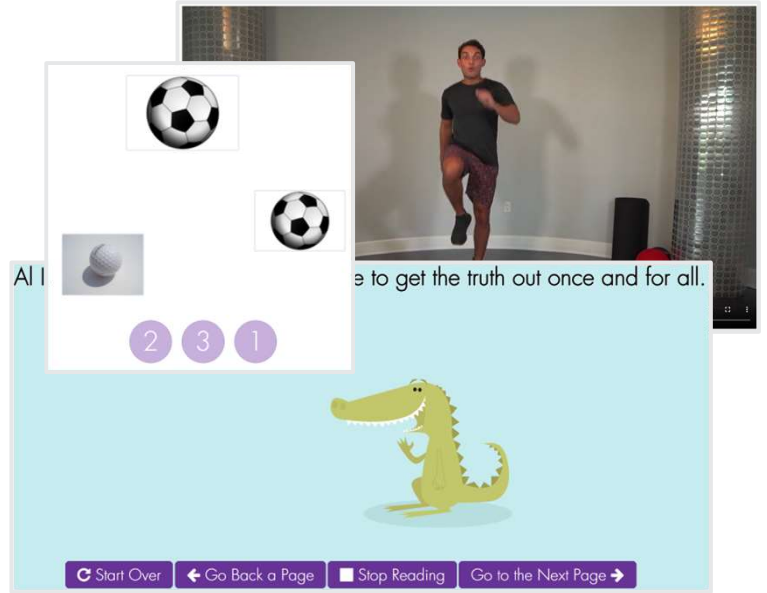 2 3 1
Al
e to get the truth out once and for all.
Start Over
Go Back a Page
Stop Reading
Go to the Next Page